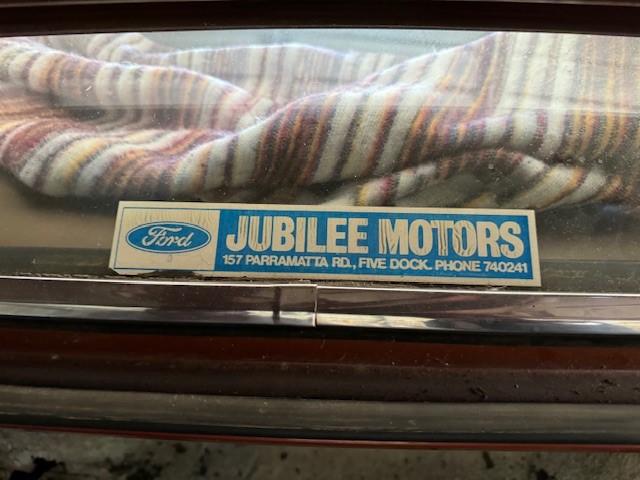 Ford
JUBILEE MOTORS
157 PARRAMATTA RD., FIVE DOCK. PHONE 740241